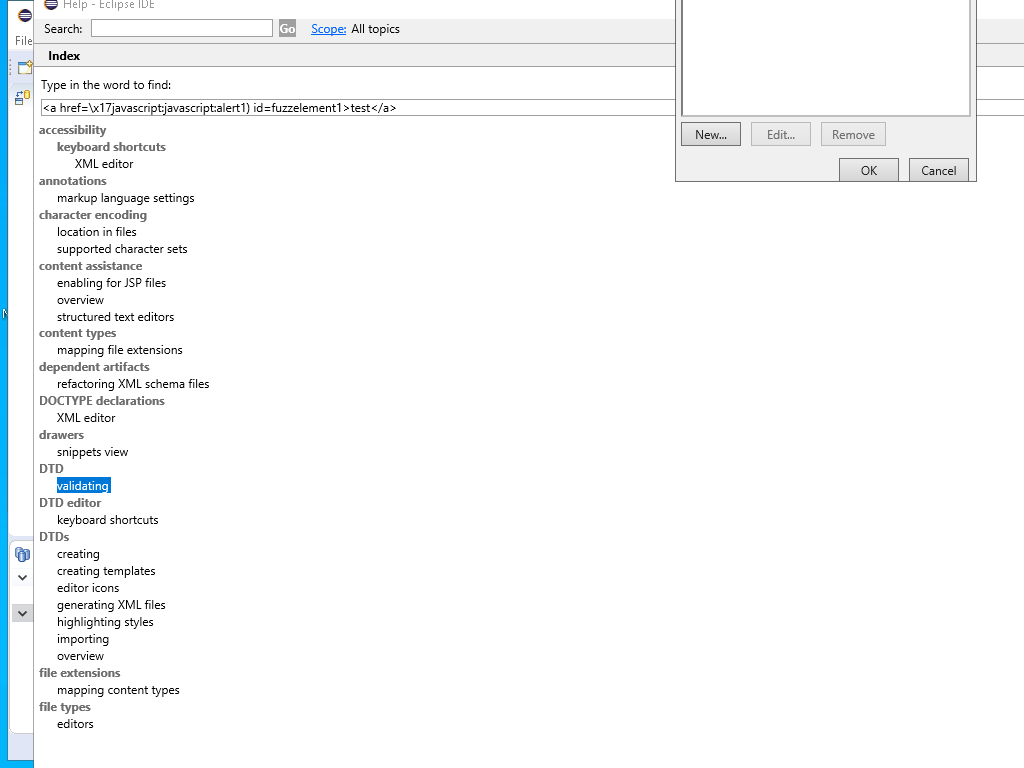 Help - Eclipse IDE
File
Search: Go Scope: All topics
Index
Type in the word to find:
<a href=\x17javascript:javascript:alert1) id=fuzzelement1>test</a>
New... Edit... Remove
OK Cancel
accessibility
keyboard shortcuts
XML editor
annotations
markup language settings
character encoding
location in files
supported character sets
content assistance
enabling for JSP files
overview
structured text editors
content types
mapping file extensions
dependent artifacts
refactoring XML schema files
DOCTYPE declarations
XML editor
drawers
snippets view
DTD
validating
DTD editor
keyboard shortcuts
DTDs
creating
creating templates
editor icons
generating XML files
highlighting styles
importing
overview
file extensions
mapping content types
file types
editors